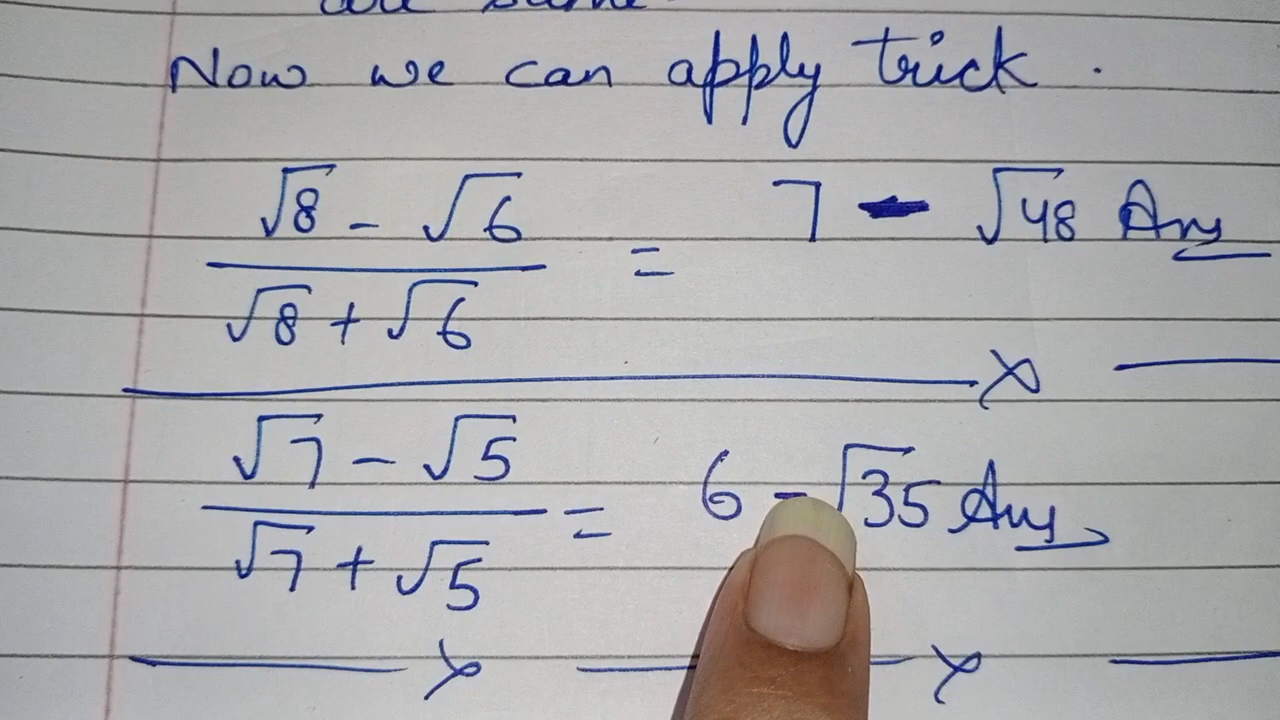 Now we can apply trick.
√8 - √6 / √8 + √6 = 7 - √48 Ans
√7 - √5 / √7 + √5 = 6 - √35 Ans